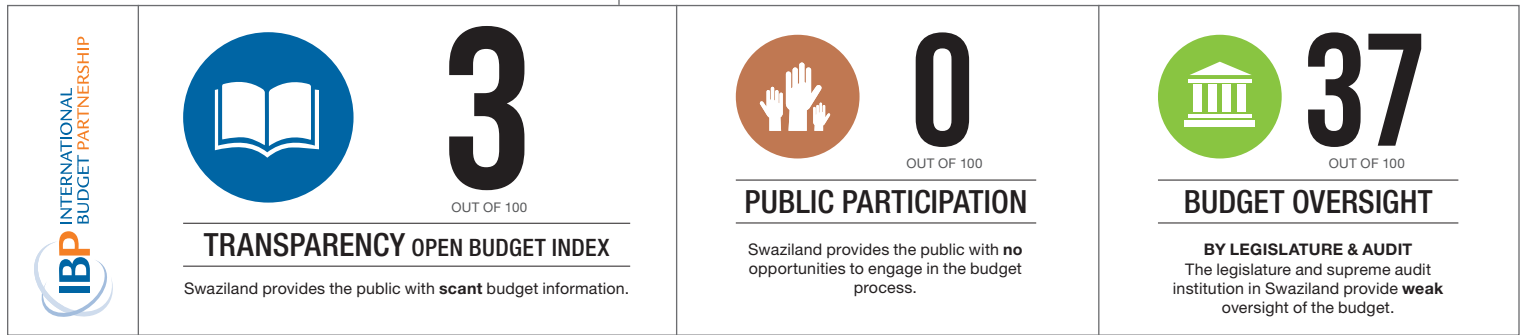 IBP INTERNATIONAL
BUDGET PARTNERSHIP
3
OUT OF 100
TRANSPARENCY OPEN BUDGET INDEX
Swaziland provides the public with scant budget information.
0
OUT OF 100
PUBLIC PARTICIPATION
Swaziland provides the public with no
opportunities to engage in the budget
process.
37
OUT OF 100
BUDGET OVERSIGHT
BY LEGISLATURE & AUDIT
The legislature and supreme audit
institution in Swaziland provide weak
oversight of the budget.